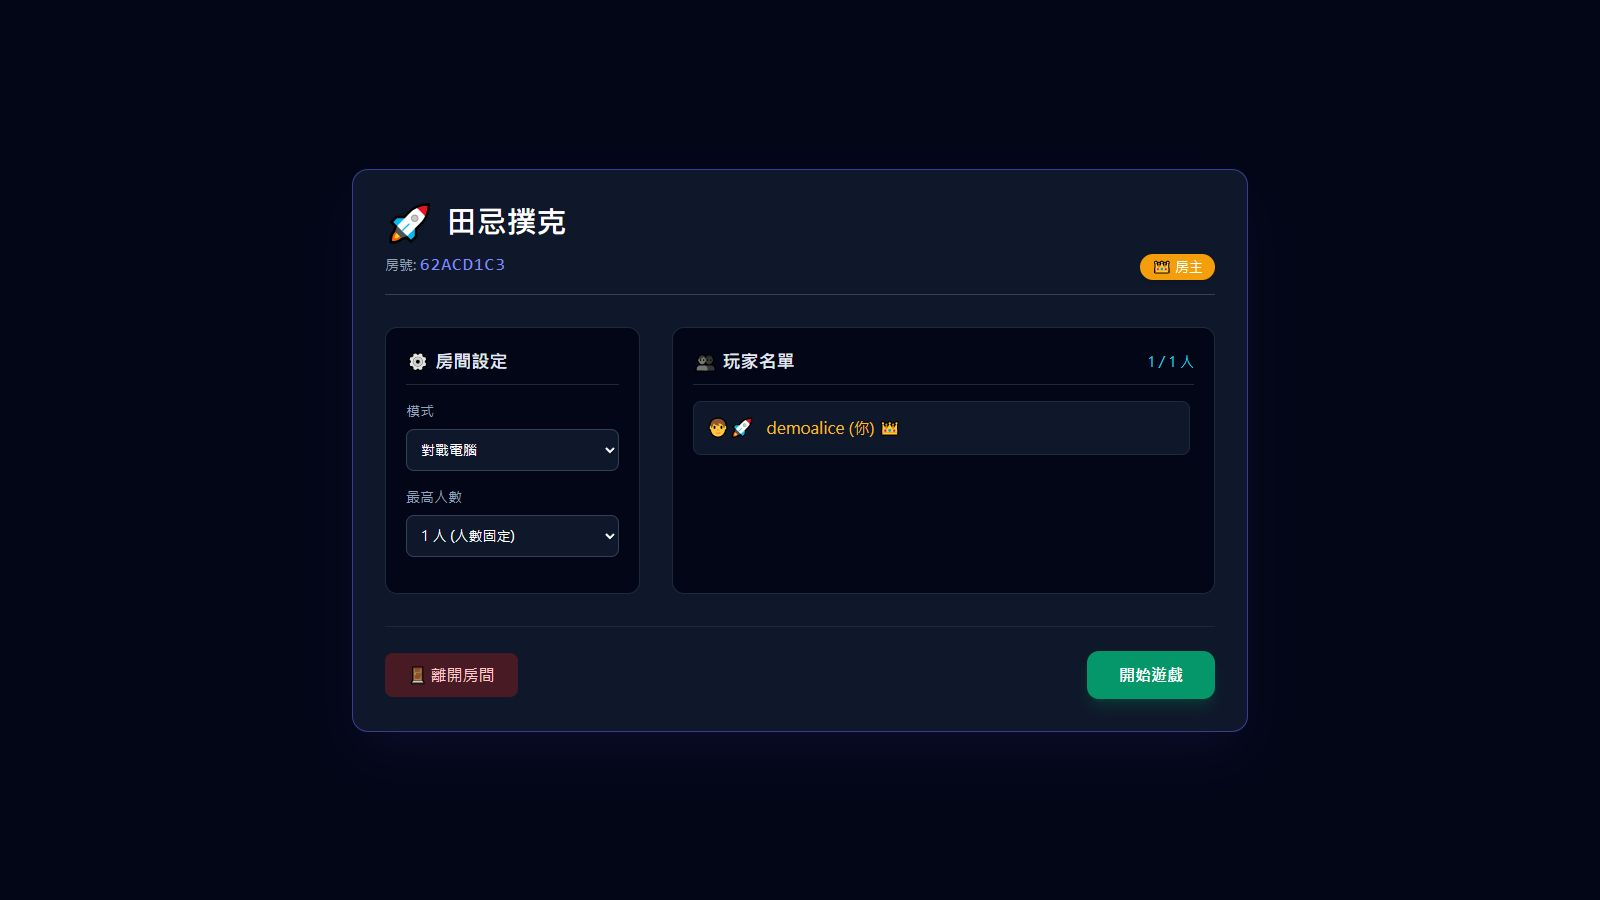 田忌撲克
房號: 62ACD1C3
房主
房間設定
模式
對戰電腦
最高人數
1 人 (人數固定)
玩家名單
1 / 1 人
demoalice (你)
離開房間
開始遊戲